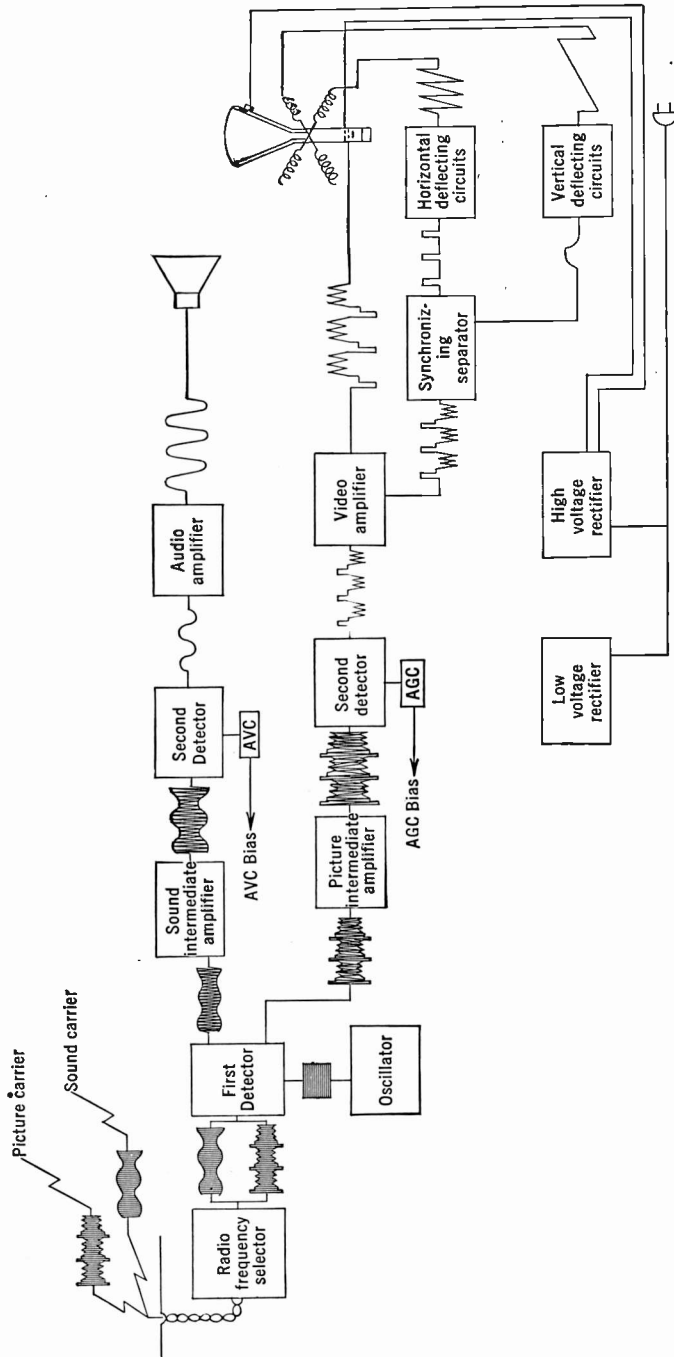 Picture carrier
Sound carrier
Radio
frequency
selector
First
Detector
Oscillator
Sound
intermediate
amplifier
Second
Detector
AVC
AVC Bias
Audio
amplifier
Picture
intermediate
amplifier
Second
detector
AGC
AGC Bias
Video
amplifier
Synchroniz-
ing
separator
Horizontal
deflecting
circuits
Vertical
deflecting
circuits
Low
voltage
rectifier
High
voltage
rectifier